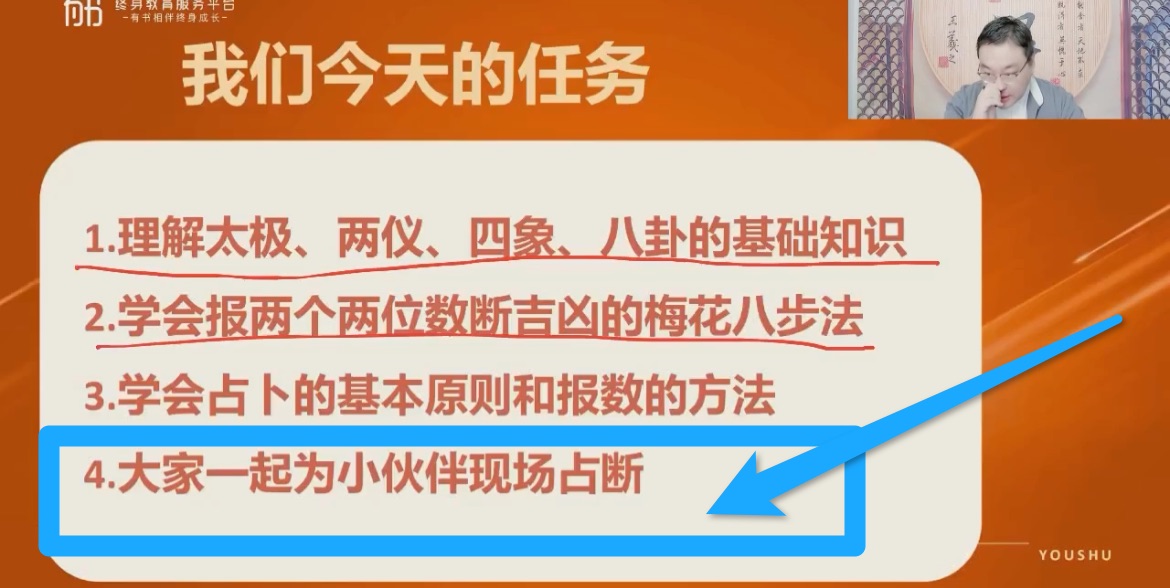 有书
终身教育服务平台
—有书相伴终身成长—
我们今天的任务
王羲之
1.理解太极、两仪、四象、八卦的基础知识
2.学会报两个两位数断吉凶的梅花八步法
3.学会占卜的基本原则和报数的方法
4.大家一起为小伙伴现场占断
YOUSHU